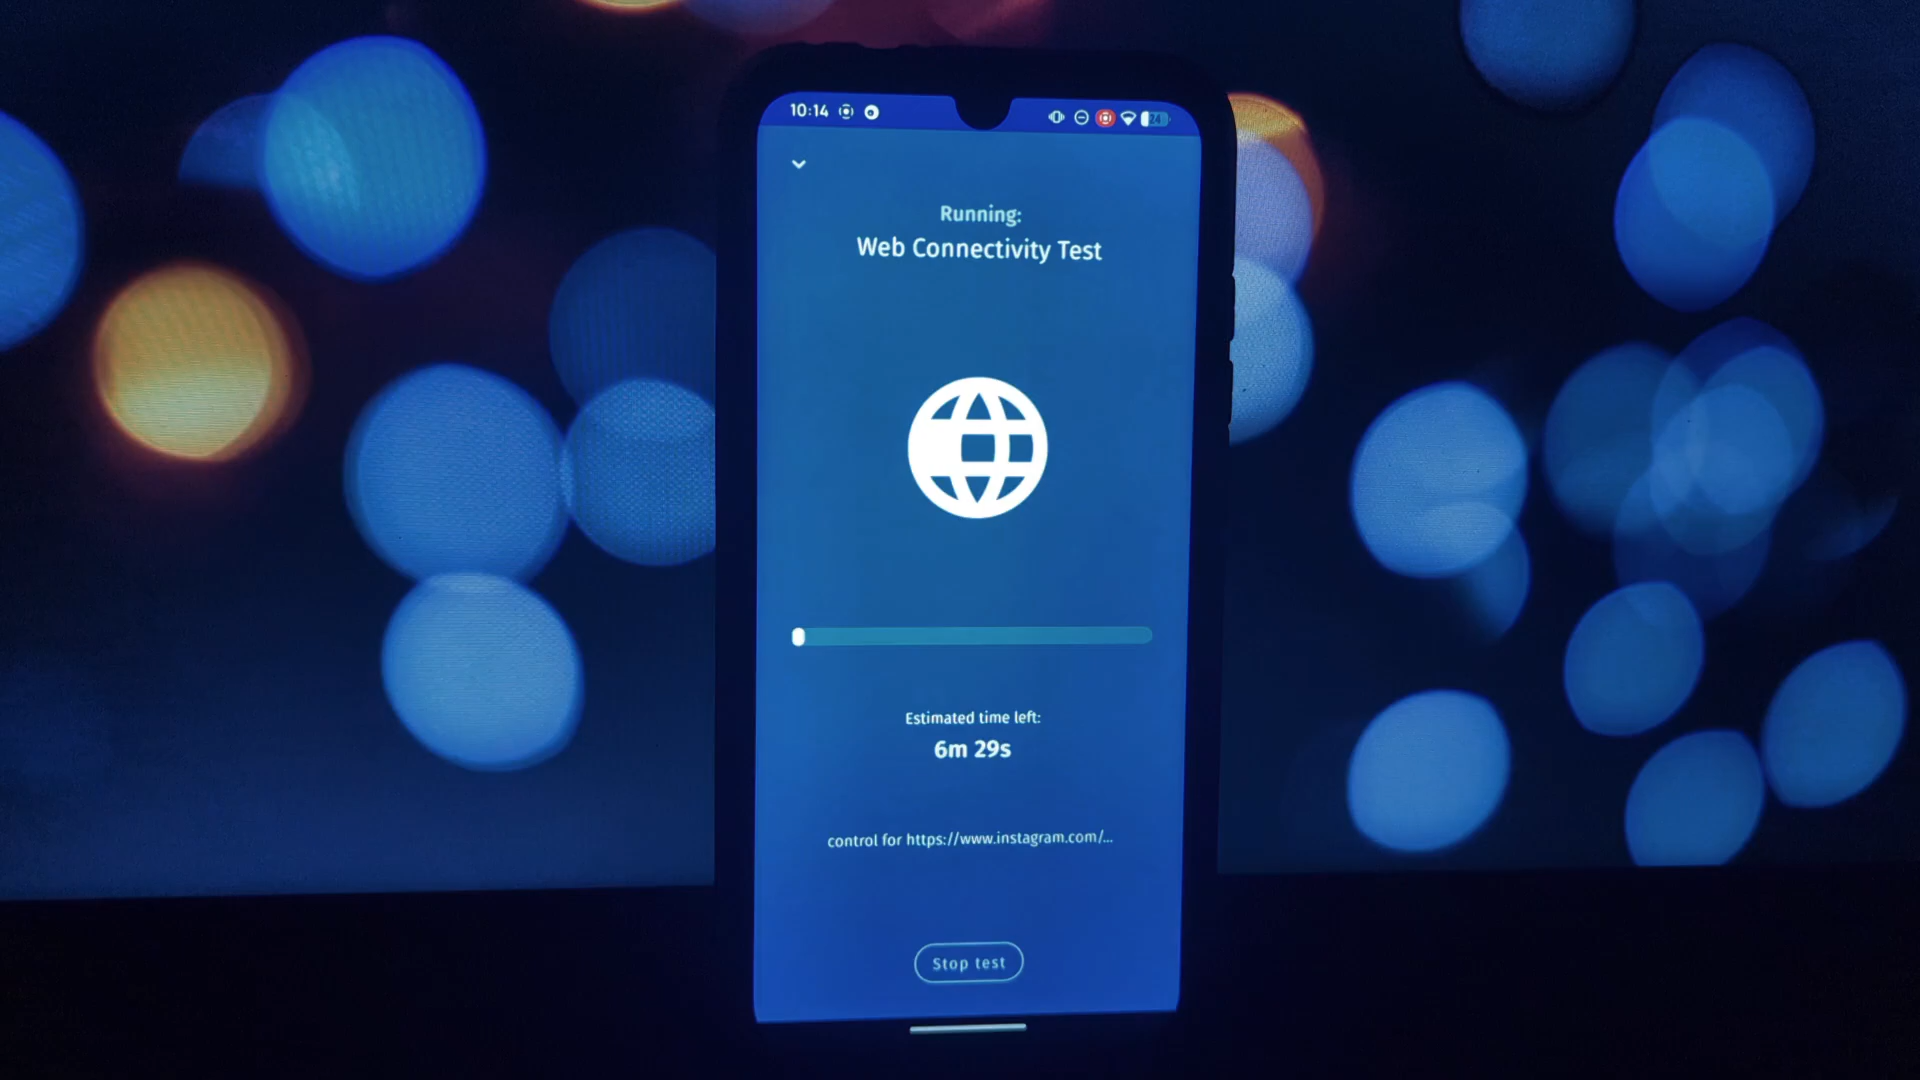 10:14
24
Running:
Web Connectivity Test
Estimated time left:
6m 29s
control for https://www.instagram.com/...
Stop test